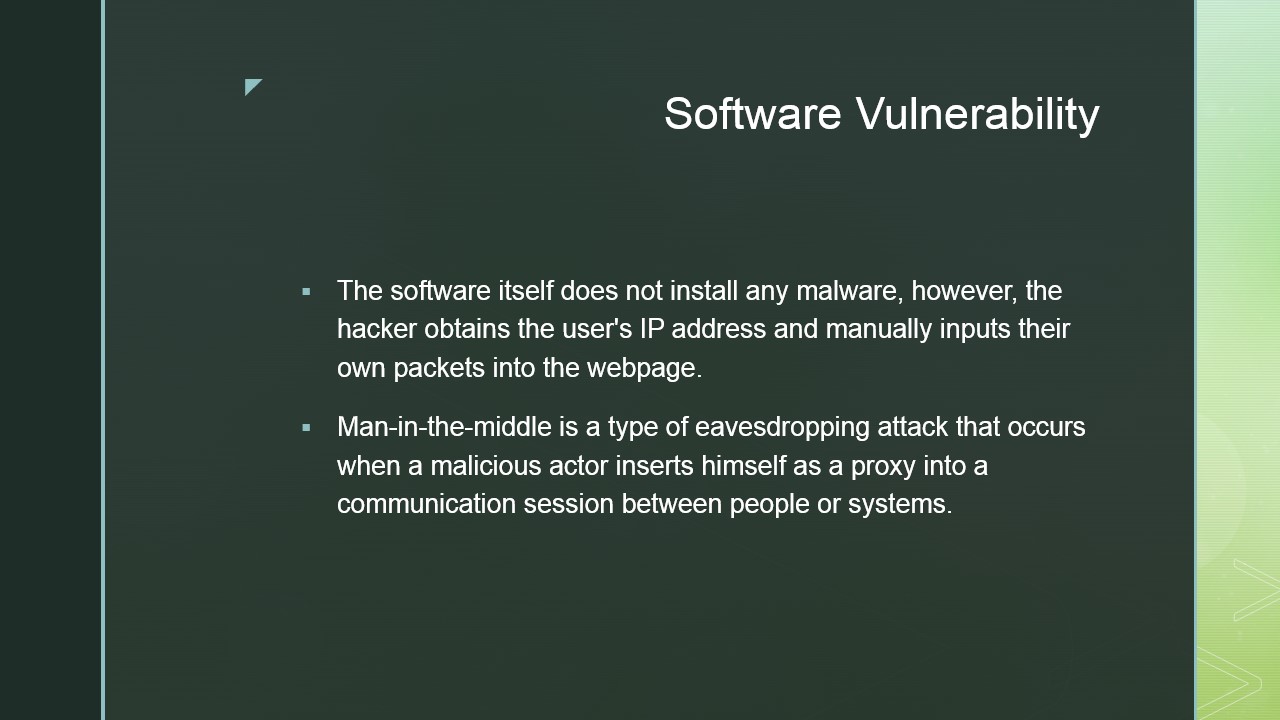 Software Vulnerability
The software itself does not install any malware, however, the
hacker obtains the user's IP address and manually inputs their
own packets into the webpage.
Man-in-the-middle is a type of eavesdropping attack that occurs
when a malicious actor inserts himself as a proxy into a
communication session between people or systems.